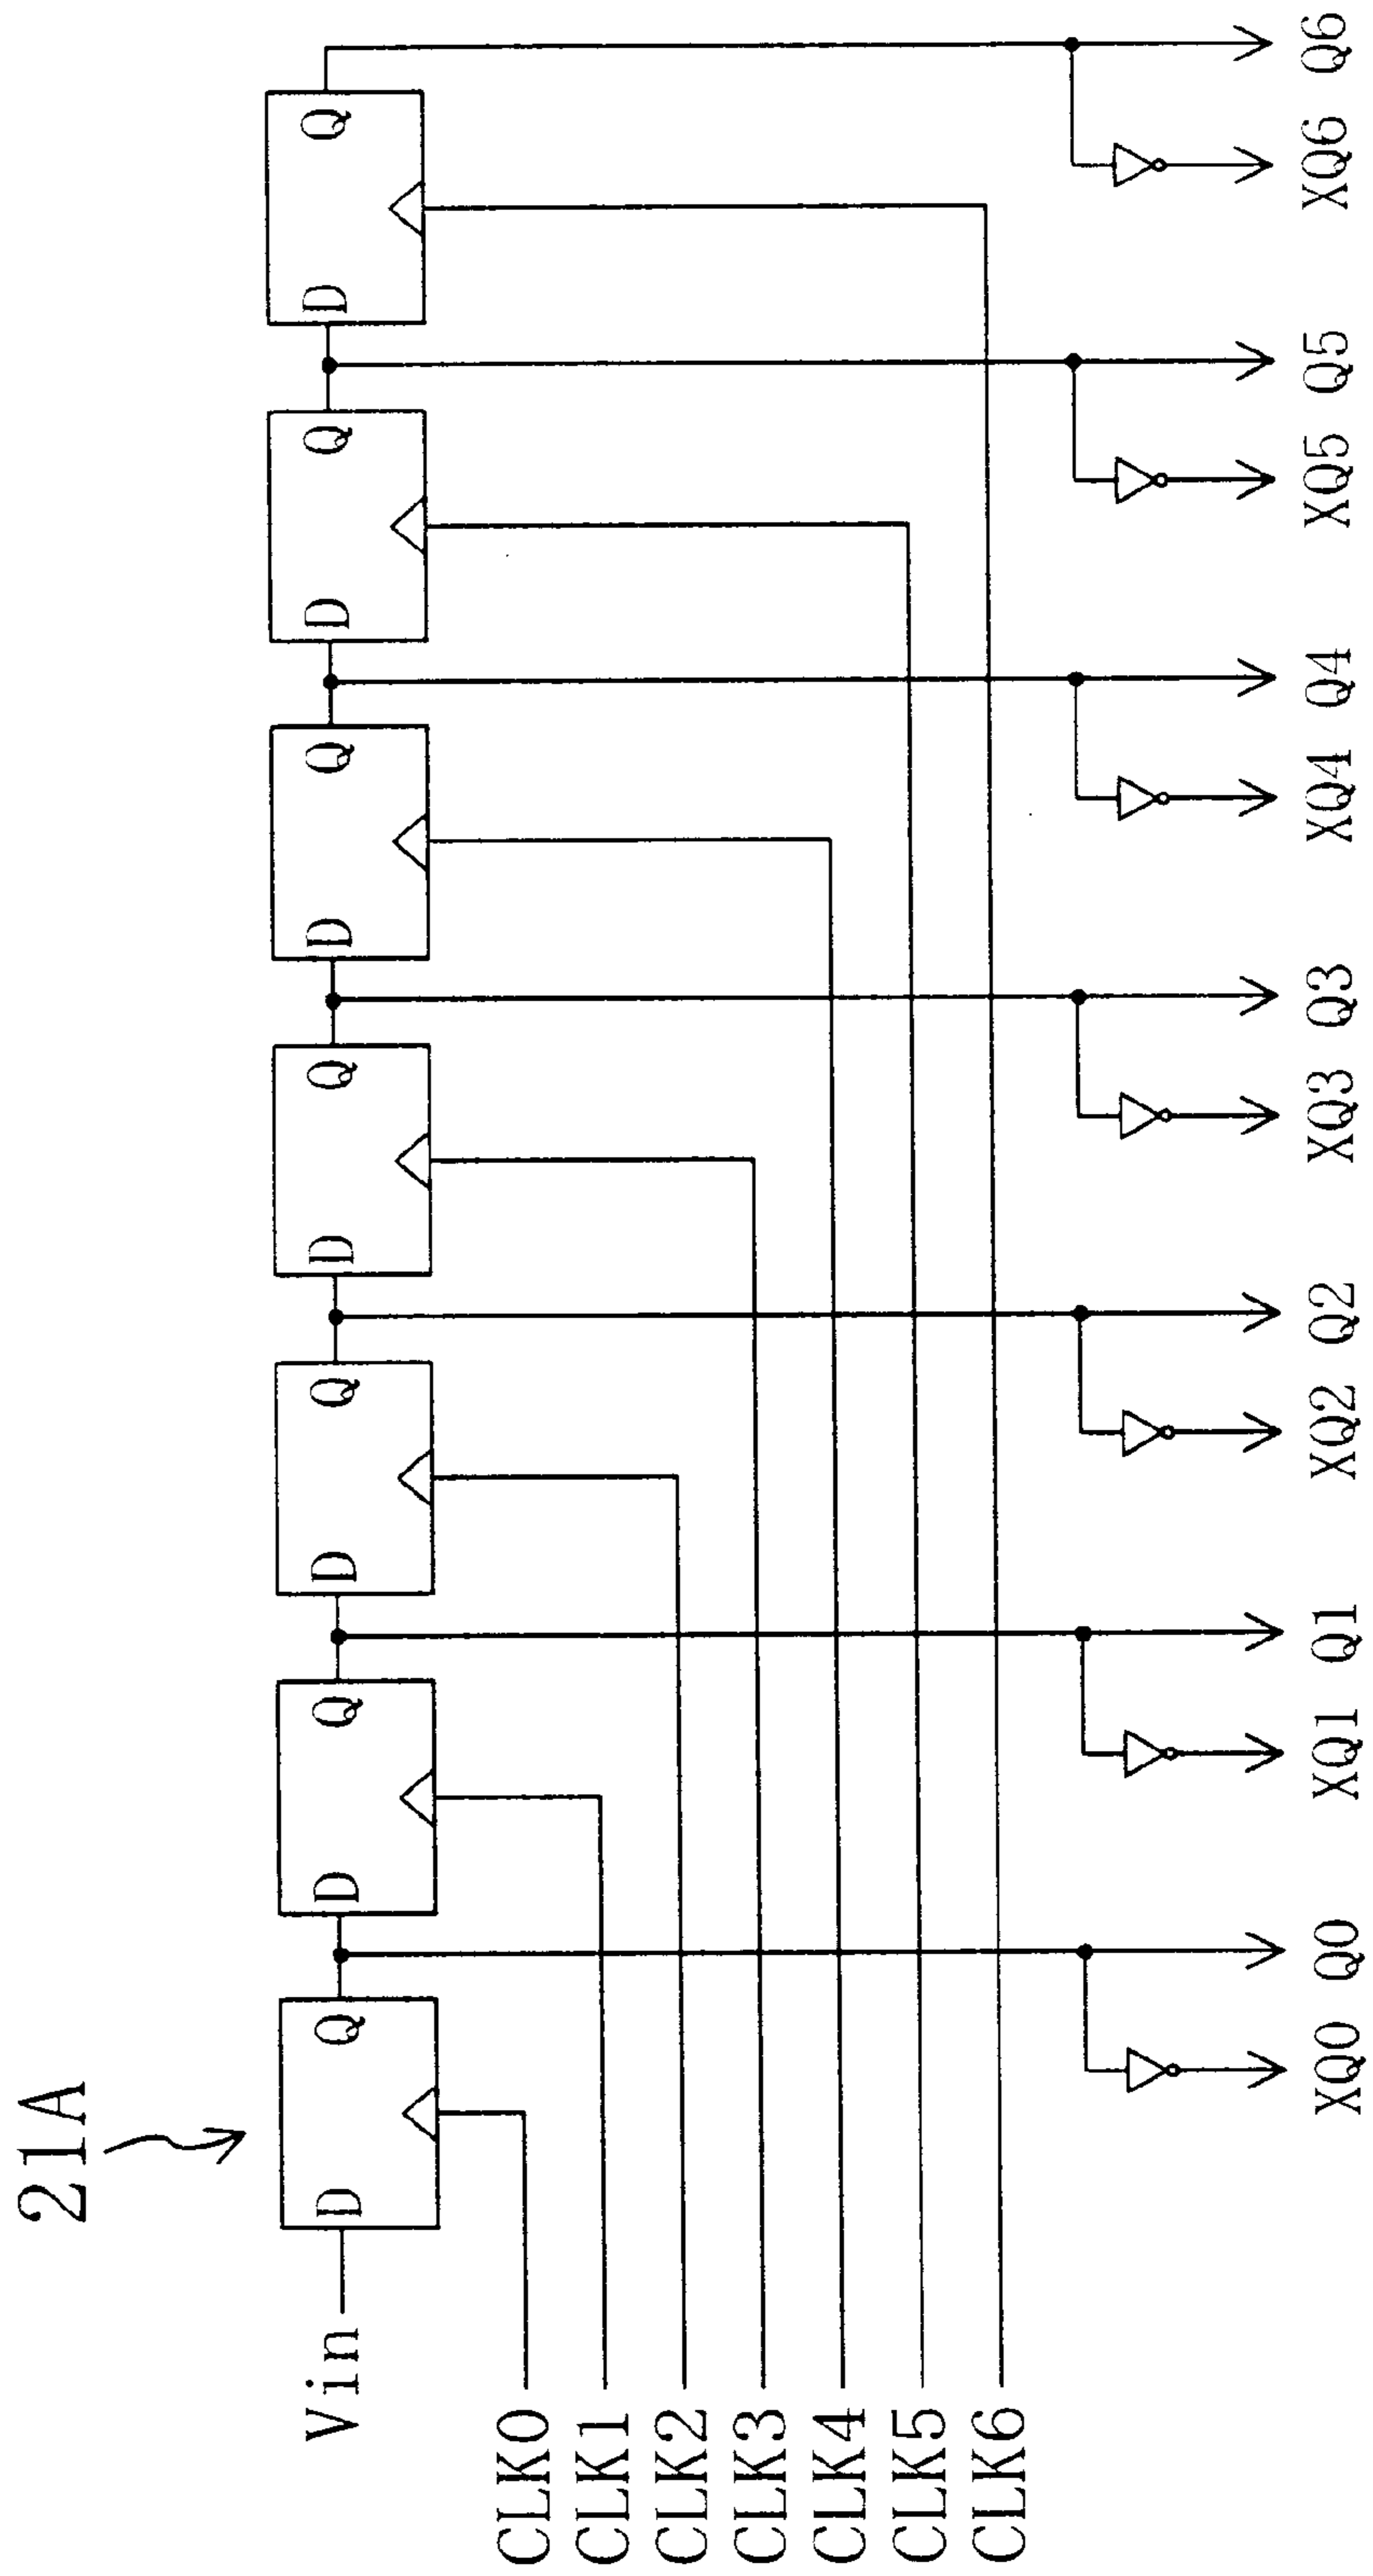 21A
D Q
D Q
D Q
D Q
D Q
D Q
D Q
Vin
CLK0
CLK1
CLK2
CLK3
CLK4
CLK5
CLK6
XQ0 Q0 XQ1 Q1 XQ2 Q2 XQ3 Q3 XQ4 Q4 XQ5 Q5 XQ6 Q6